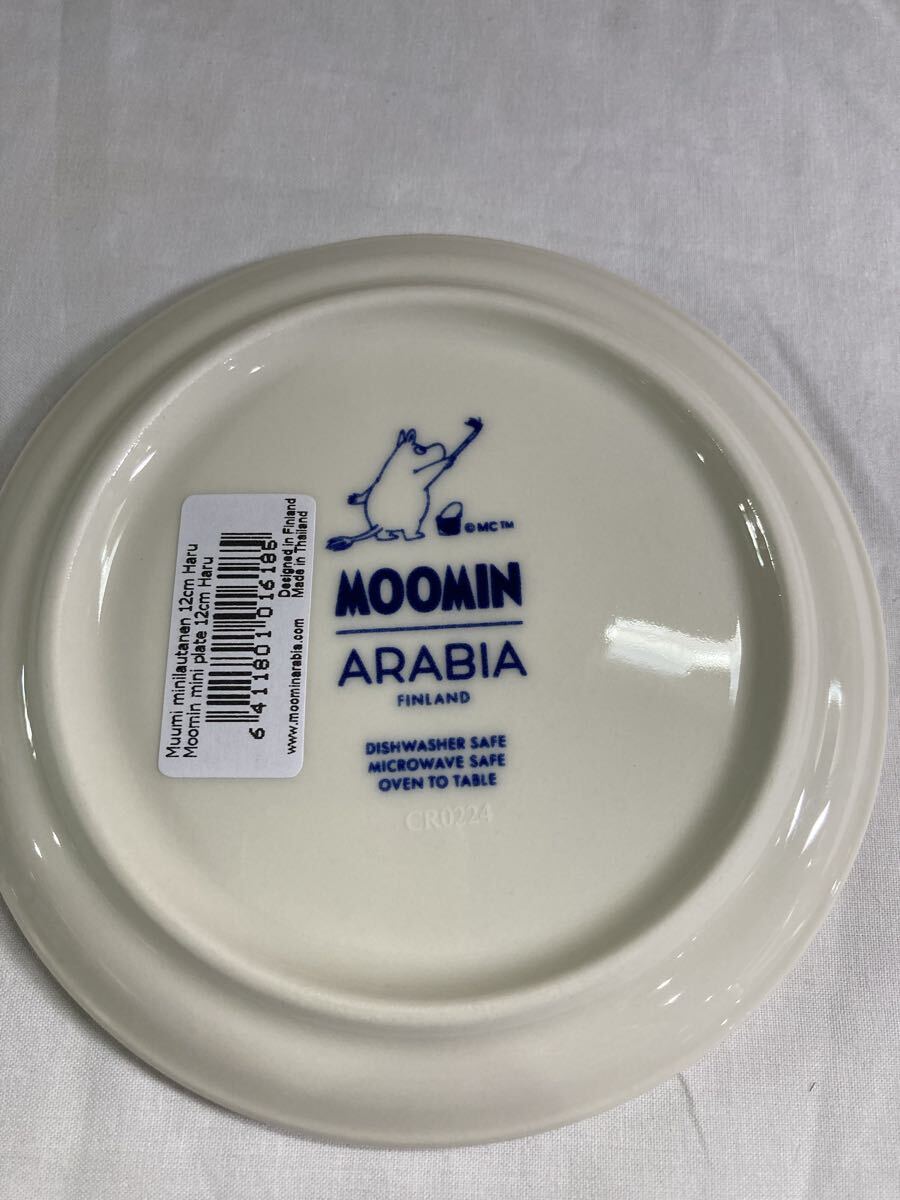 ©MC™
MOOMIN
ARABIA
FINLAND
DISHWASHER SAFE
MICROWAVE SAFE
OVEN TO TABLE
CR0224
Muumi minilautanen 12cm Haru
Moomin mini plate 12cm Haru
6 411801 016186
Designed in Finland
Made in Thailand
www.moominarabia.com